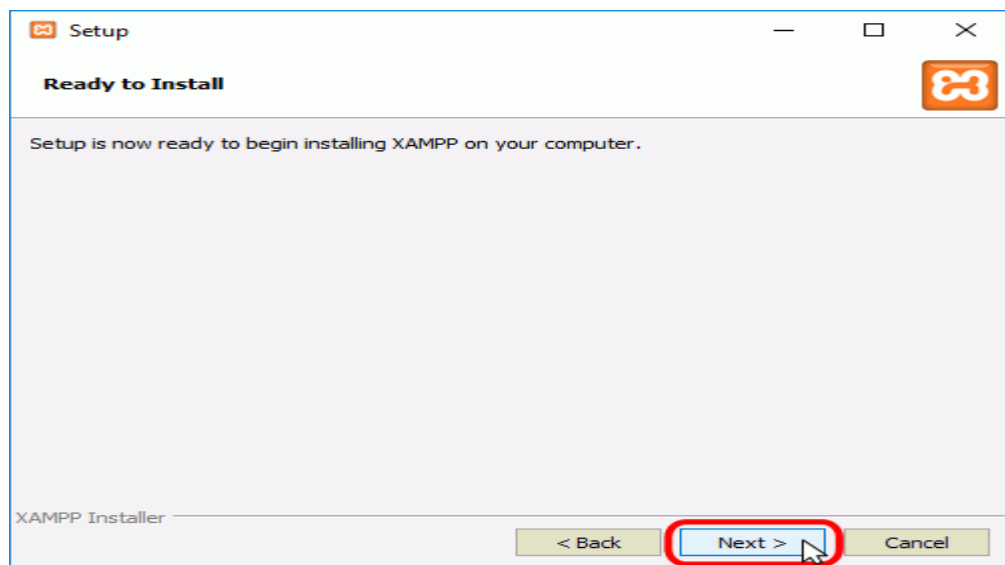 Setup
Ready to Install
Setup is now ready to begin installing XAMPP on your computer.
XAMPP Installer
< Back Next > Cancel